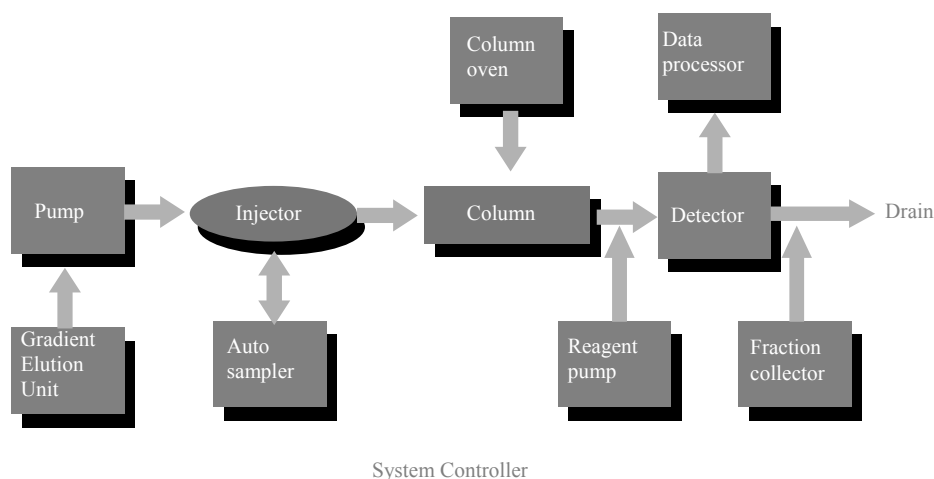 Column
oven
Data
processor
Pump
Injector
Column
Detector
Drain
Gradient
Elution
Unit
Auto
sampler
Reagent
pump
Fraction
collector
System Controller